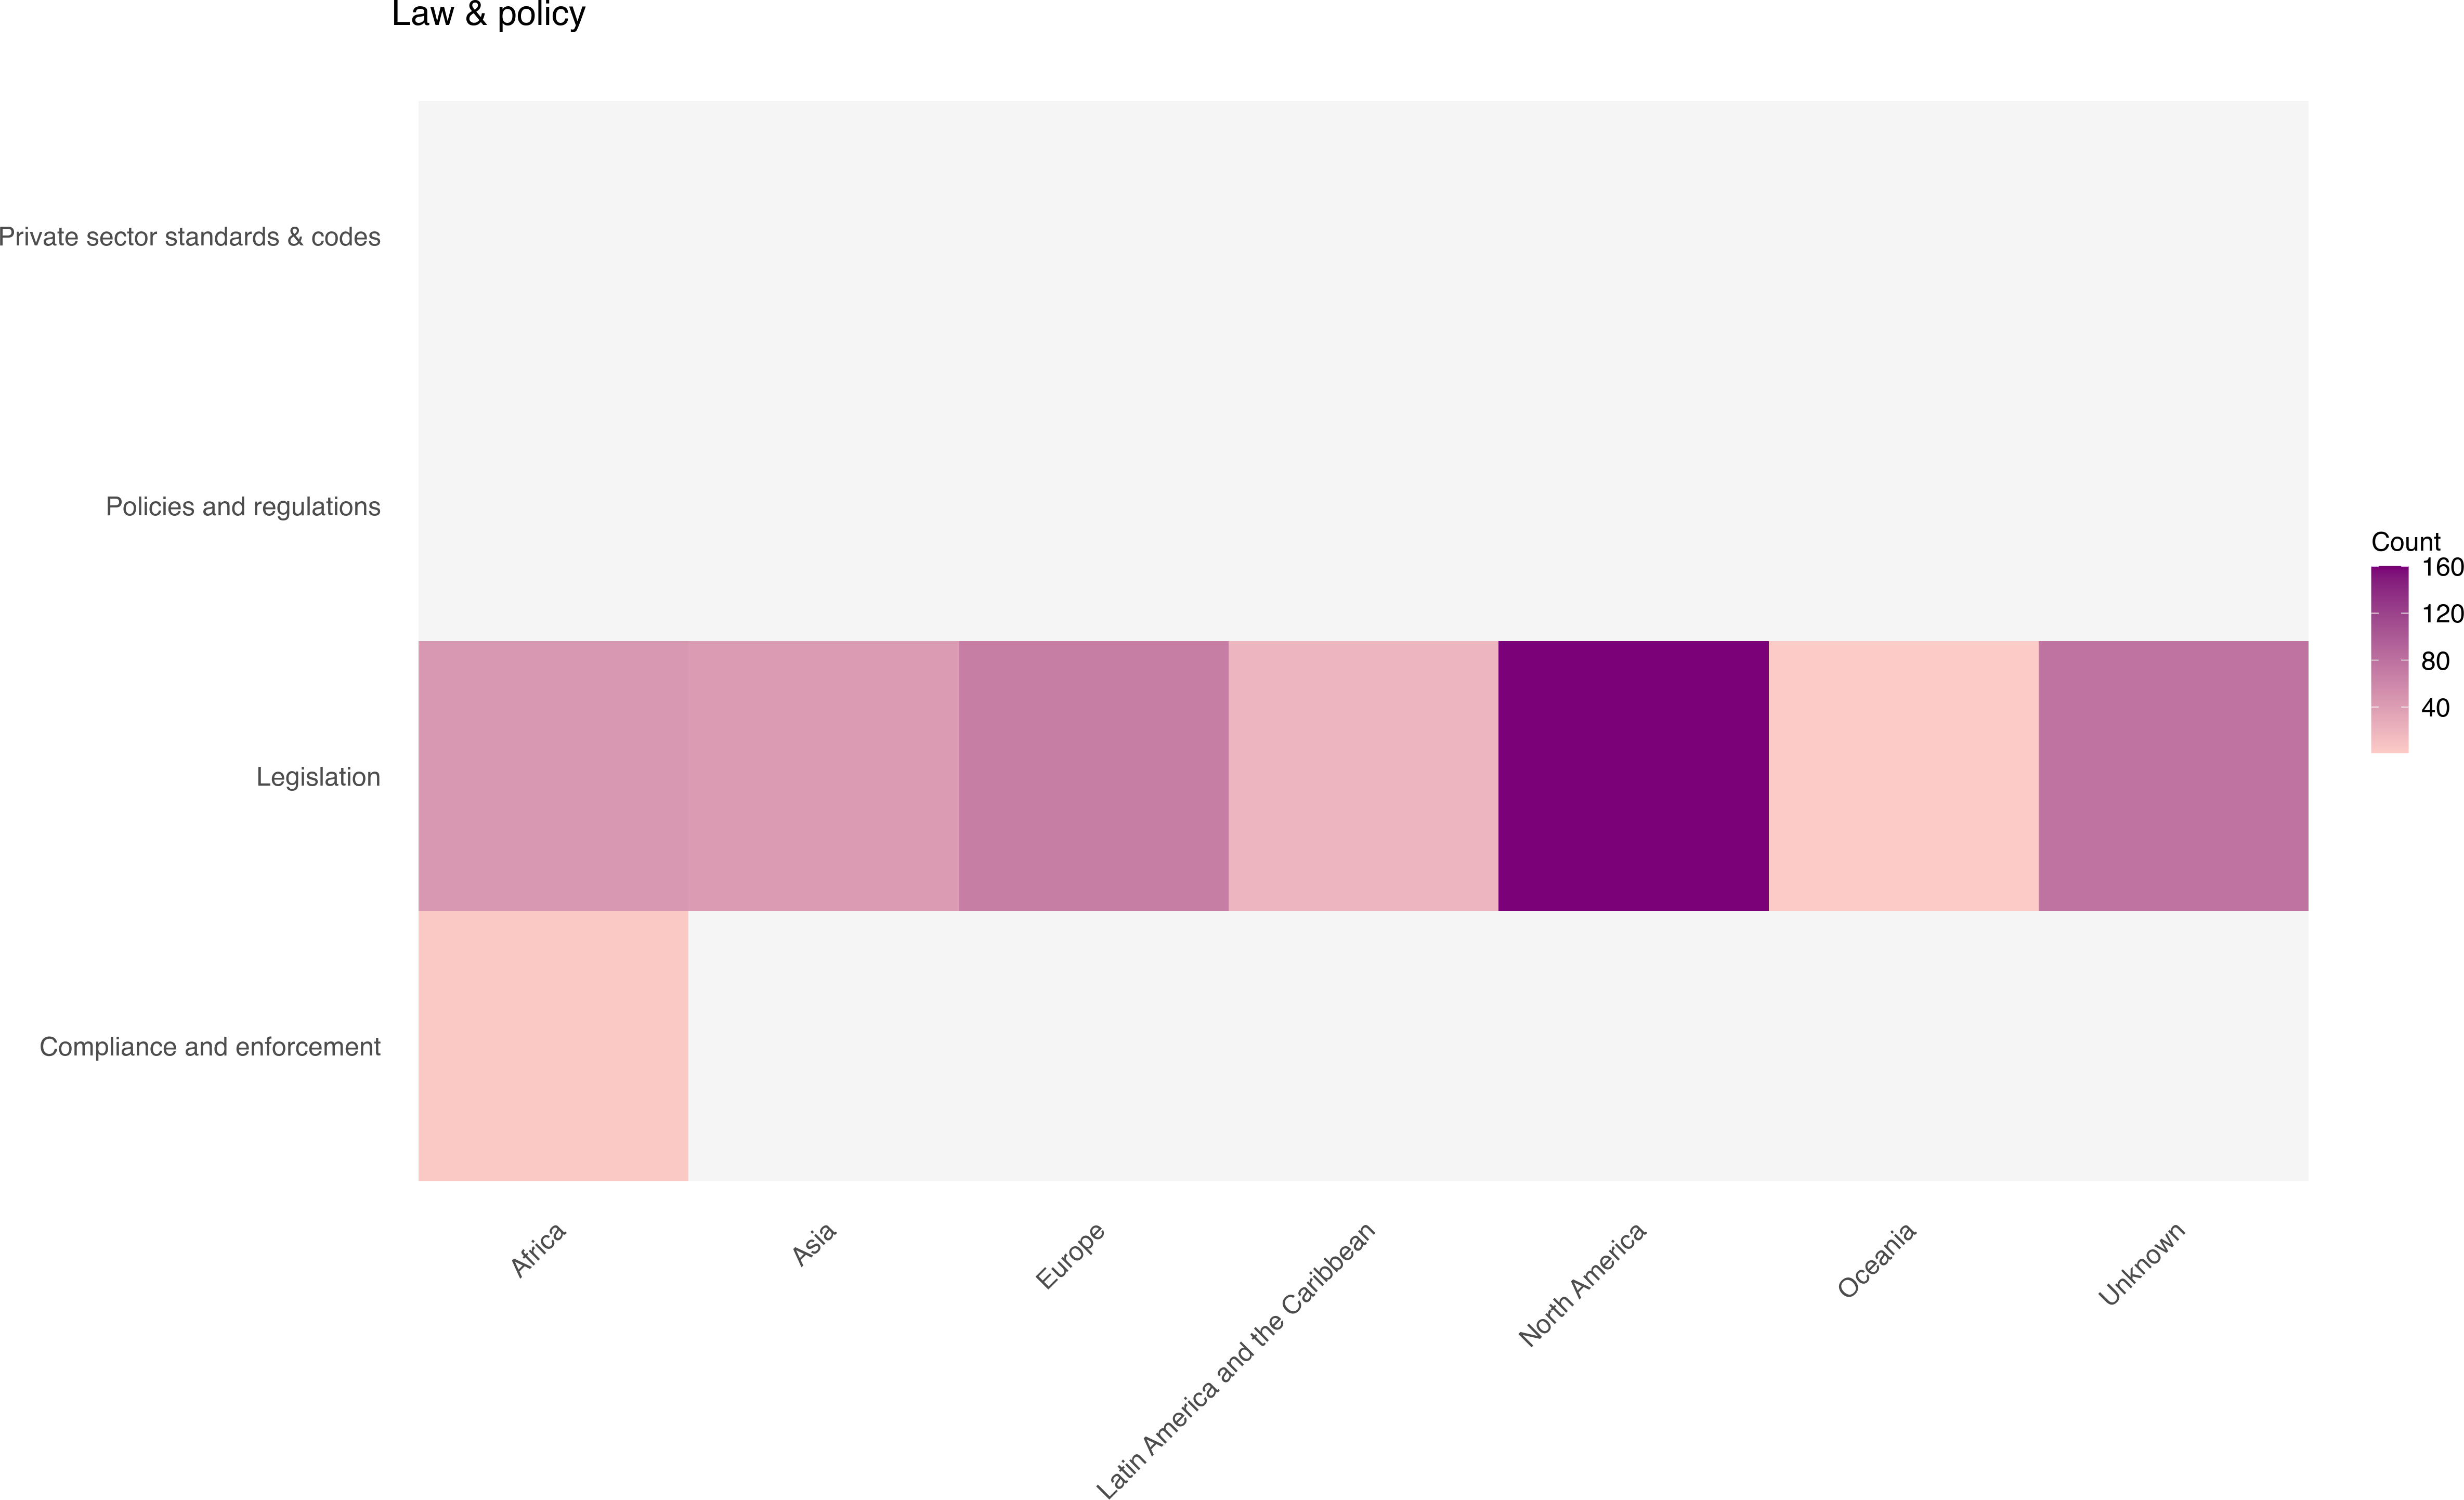 Law & policy
Private sector standards & codes
Policies and regulations
Legislation
Compliance and enforcement
Africa
Asia
Europe
Latin America and the Caribbean
North America
Oceania
Unknown
Count
160
120
80
40